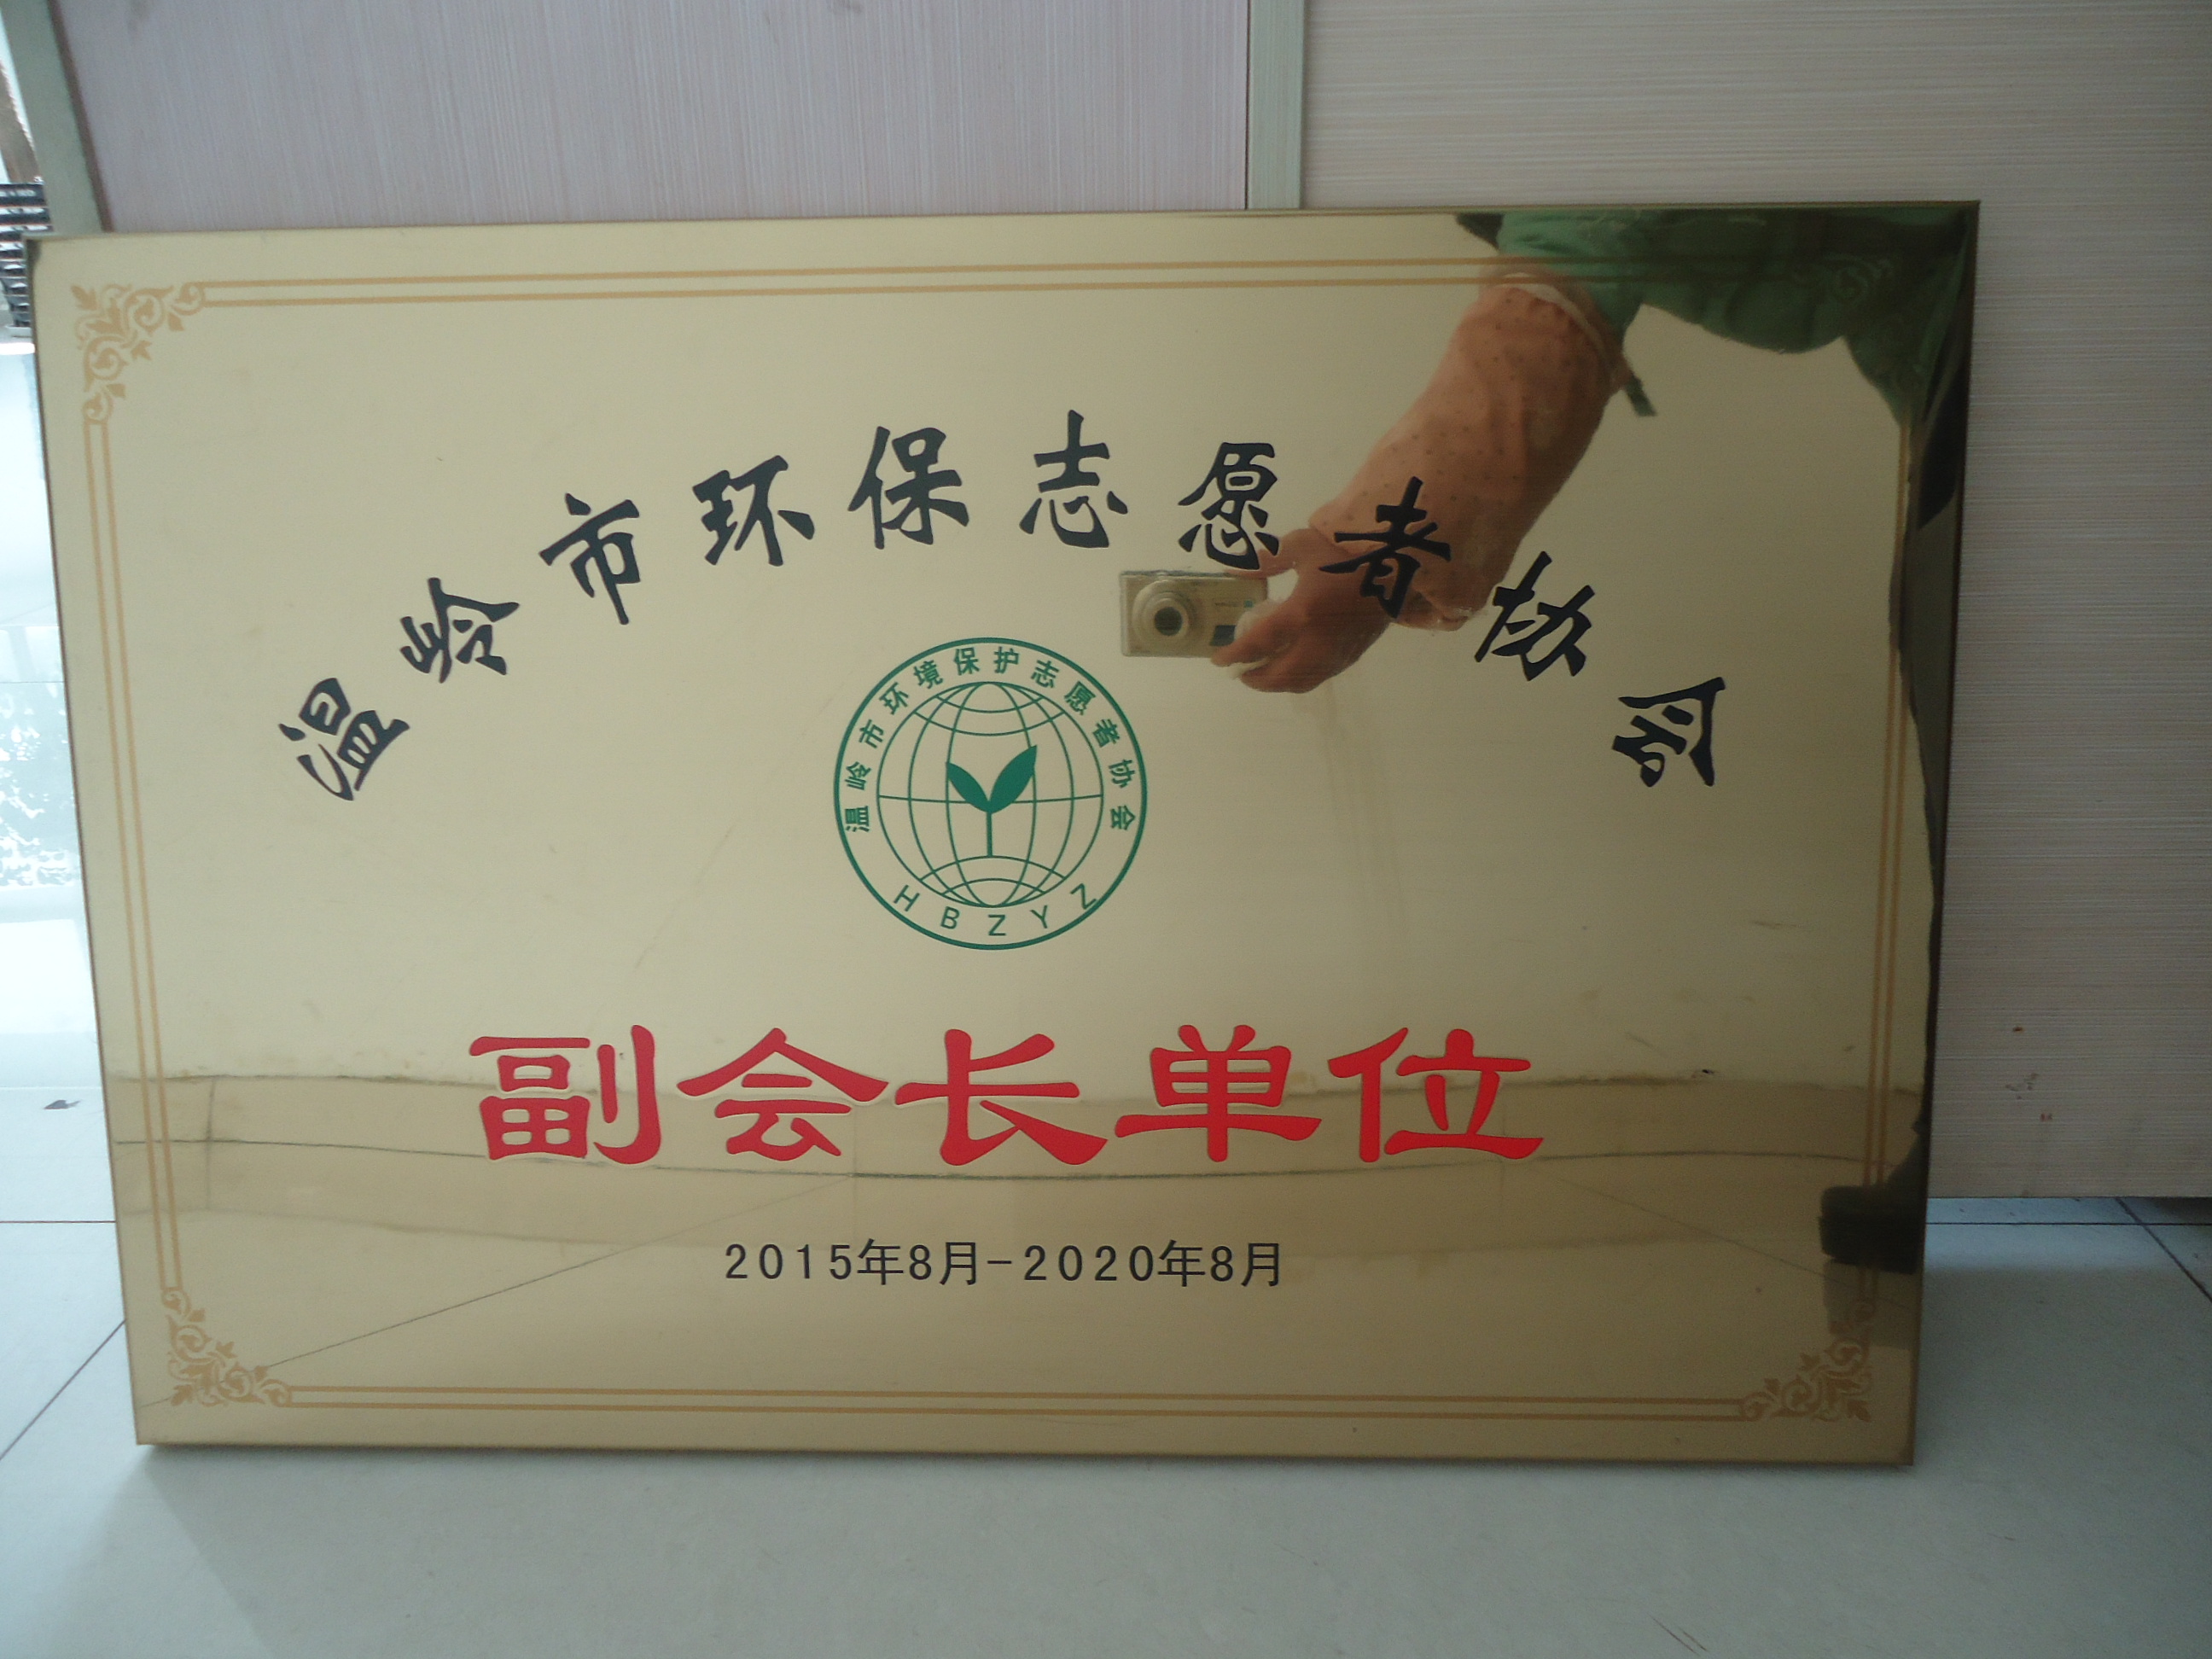 温岭市环保志愿者协会
温岭市环境保护志愿者协会
HBZYZ
副会长单位
2015年8月-2020年8月